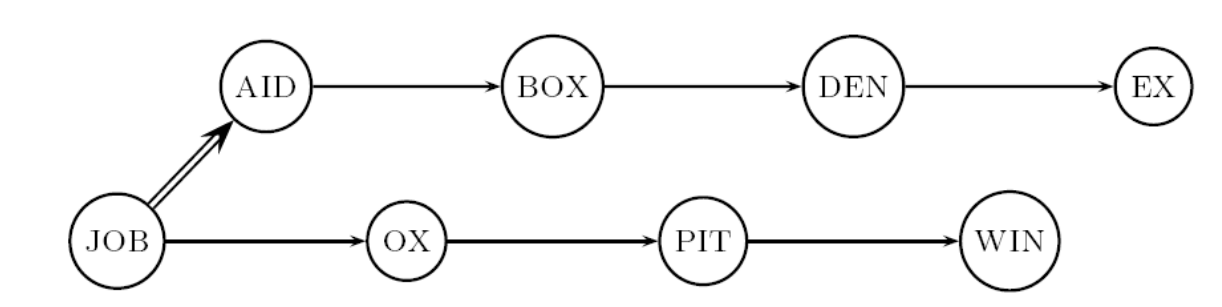 AID BOX DEN EX
JOB OX PIT WIN